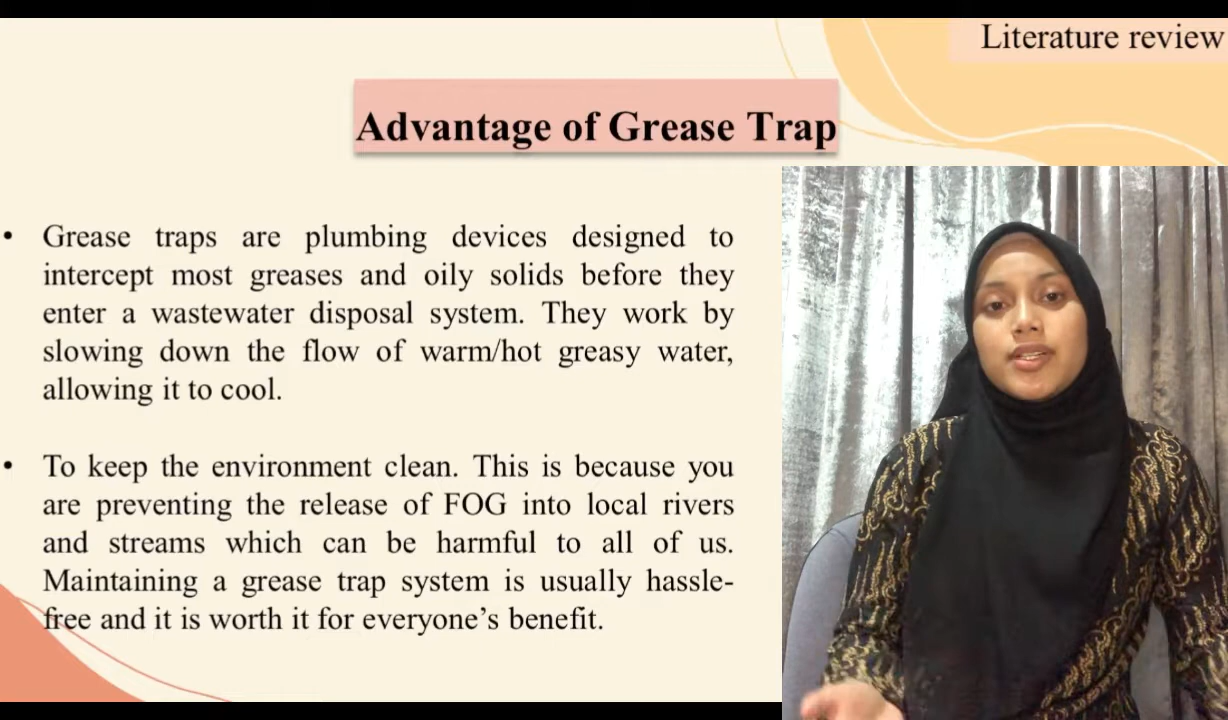 Literature review
Advantage of Grease Trap
• Grease traps are plumbing devices designed to
intercept most greases and oily solids before they
enter a wastewater disposal system. They work by
slowing down the flow of warm/hot greasy water,
allowing it to cool.
• To keep the environment clean. This is because you
are preventing the release of FOG into local rivers
and streams which can be harmful to all of us.
Maintaining a grease trap system is usually hassle-
free and it is worth it for everyone’s benefit.